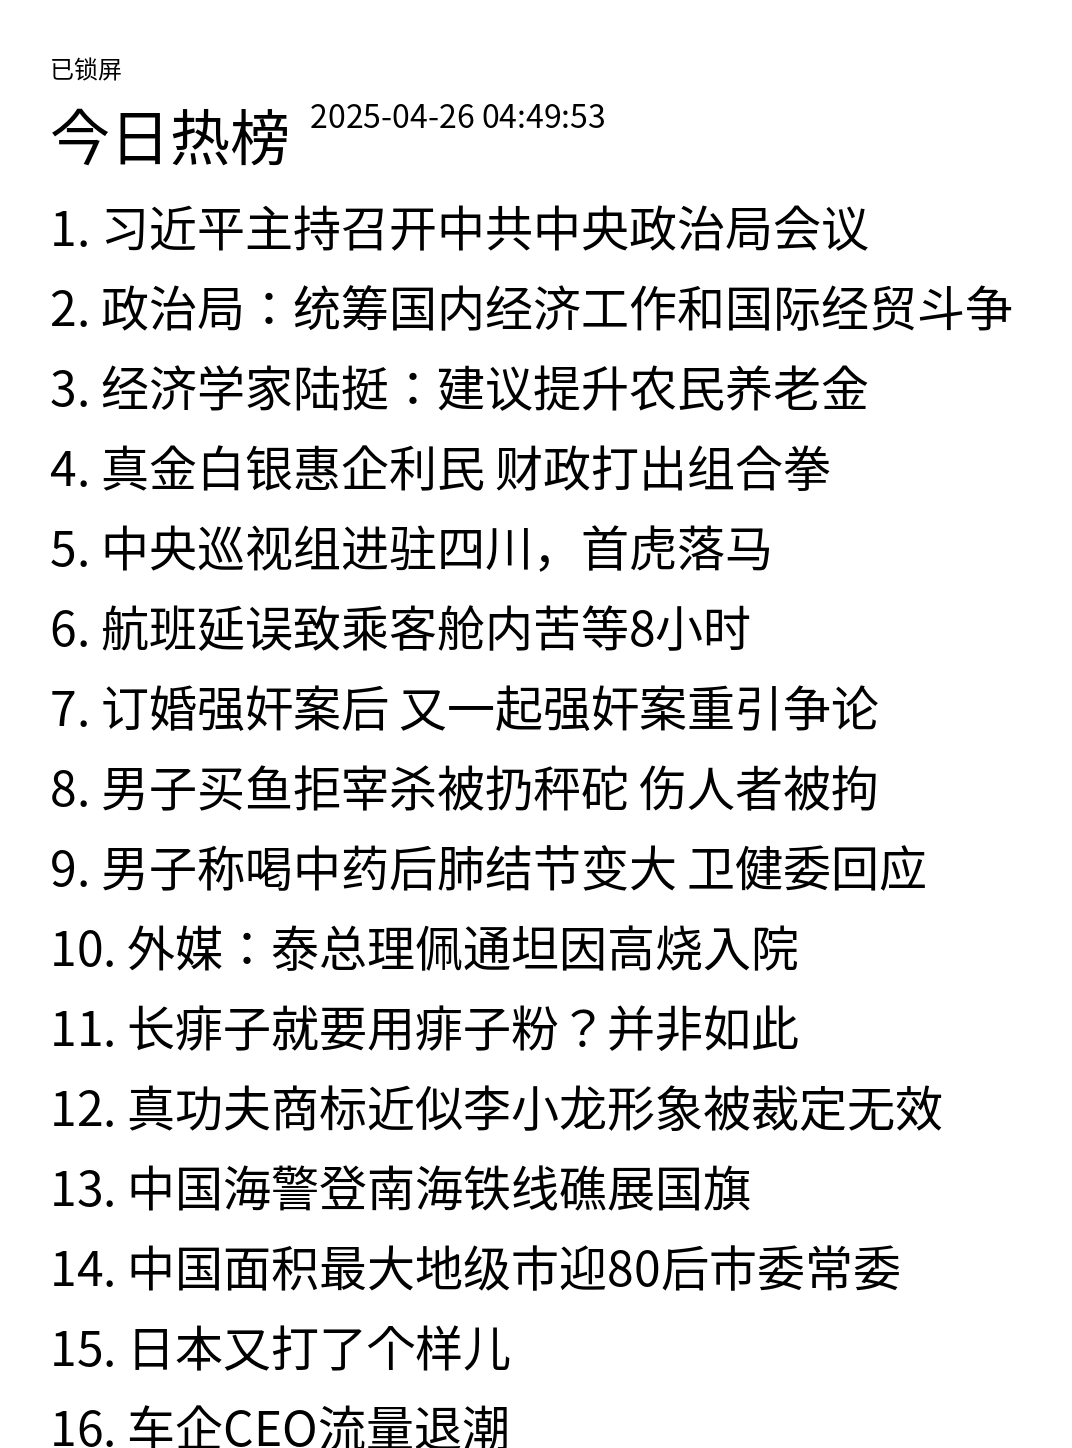 已锁屏
今日热榜 2025-04-26 04:49:53
1. 习近平主持召开中共中央政治局会议
2. 政治局：统筹国内经济工作和国际经贸斗争
3. 经济学家陆挺：建议提升农民养老金
4. 真金白银惠企利民 财政打出组合拳
5. 中央巡视组进驻四川，首虎落马
6. 航班延误致乘客舱内苦等8小时
7. 订婚强奸案后 又一起强奸案重引争论
8. 男子买鱼拒宰杀被扔秤砣 伤人者被拘
9. 男子称喝中药后肺结节变大 卫健委回应
10. 外媒：泰总理佩通坦因高烧入院
11. 长痱子就要用痱子粉？并非如此
12. 真功夫商标近似李小龙形象被裁定无效
13. 中国海警登南海铁线礁展国旗
14. 中国面积最大地级市迎80后市委常委
15. 日本又打了个样儿
16. 车企CEO流量退潮